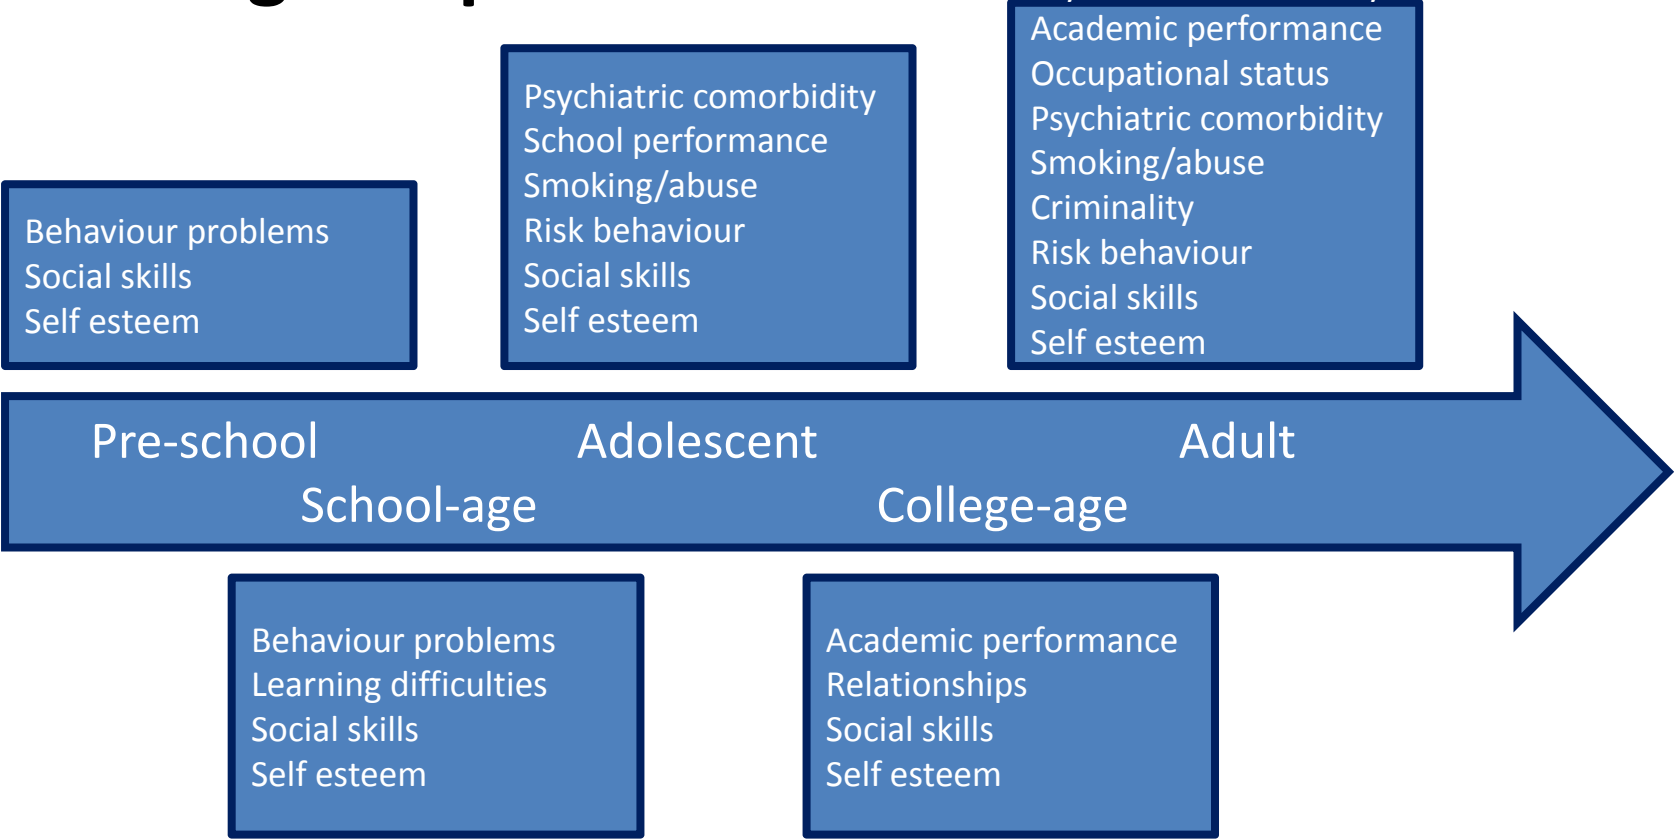 Academic performance
Occupational status
Psychiatric comorbidity
Smoking/abuse
Criminality
Risk behaviour
Social skills
Self esteem
Psychiatric comorbidity
School performance
Smoking/abuse
Risk behaviour
Social skills
Self esteem
Behaviour problems
Social skills
Self esteem
Pre-school
Adolescent
Adult
School-age
College-age
Behaviour problems
Learning difficulties
Social skills
Self esteem
Academic performance
Relationships
Social skills
Self esteem